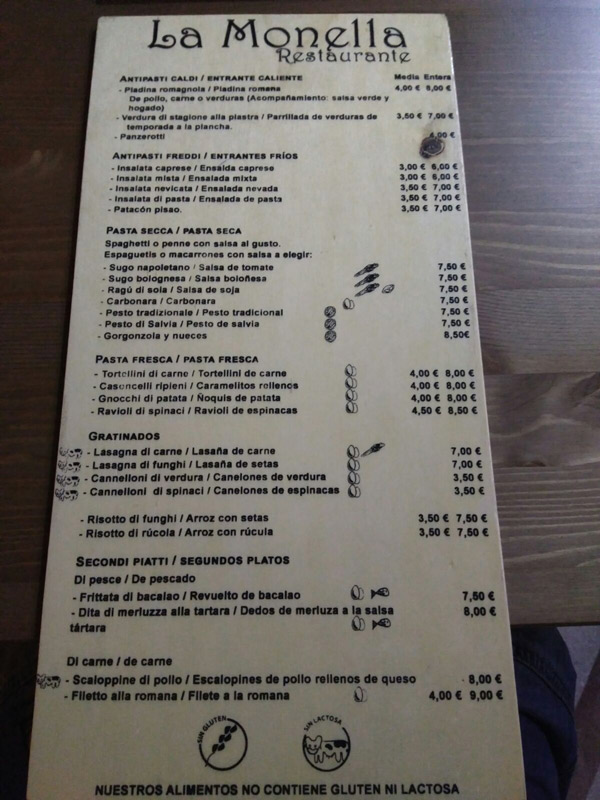 La Monella
Restaurante
ANTIPASTI CALDI / ENTRANTE CALIENTE Media Entera
- Piadina romagnola / Piadina romana 4,00 € 8,00 €
De pollo, carne o verduras (Acompañamiento: salsa verde y
hogado)
- Verdura di stagione alla piastra / Parrillada de verduras de 3,50 € 7,00 €
temporada a la plancha.
- Panzerotti 4,00 €
ANTIPASTI FREDDI / ENTRANTES FRÍOS
- Insalata caprese / Ensalda caprese 3,00 € 6,00 €
- Insalata mista / Ensalada mixta 3,00 € 6,00 €
- Insalata nevicata / Ensalada nevada 3,50 € 7,00 €
- Insalata di pasta / Ensalada de pasta 3,50 € 7,00 €
- Patacón pisao. 3,50 € 7,00 €
PASTA SECCA / PASTA SECA
Spaghetti o penne con salsa al gusto.
Espaguetis o macarrones con salsa a elegir:
- Sugo napoletano / Salsa de tomate 7,50 €
- Sugo bolognesa / Salsa boloñesa 7,50 €
- Ragú di sola / Salsa de soja 7,50 €
- Carbonara / Carbonara 7,50 €
- Pesto tradizionale / Pesto tradicional 7,50 €
- Pesto di Salvia / Pesto de salvia 7,50 €
- Gorgonzola y nueces 8,50€
PASTA FRESCA / PASTA FRESCA
- Tortellini di carne / Tortellini de carne 4,00 € 8,00 €
- Casoncelli ripieni / Caramelitos rellenos 4,00 € 8,00 €
- Gnocchi di patata / Ñoquis de patata 4,00 € 8,00 €
- Ravioli di spinaci / Ravioli de espinacas 4,50 € 8,50 €
GRATINADOS
- Lasagna di carne / Lasaña de carne 7,00 €
- Lasagna di funghi / Lasaña de setas 7,00 €
- Cannelloni di verdura / Canelones de verdura 3,50 €
- Cannelloni di spinaci / Canelones de espinacas 3,50 €
- Risotto di funghi / Arroz con setas 3,50 € 7,50 €
- Risotto di rúcola / Arroz con rúcula 3,50 € 7,50 €
SECONDI PIATTI / SEGUNDOS PLATOS
Di pesce / De pescado
- Frittata di bacalao / Revuelto de bacalao 7,50 €
- Dita di merluzza alla tartara / Dedos de merluza a la salsa 8,00 €
tártara
Di carne / de carne
- Scaloppine di pollo / Escalopines de pollo rellenos de queso 8,00 €
- Filetto alla romana / Filete a la romana 4,00 € 9,00 €
SIN GLUTEN SIN LACTOSA
NUESTROS ALIMENTOS NO CONTIENE GLUTEN NI LACTOSA